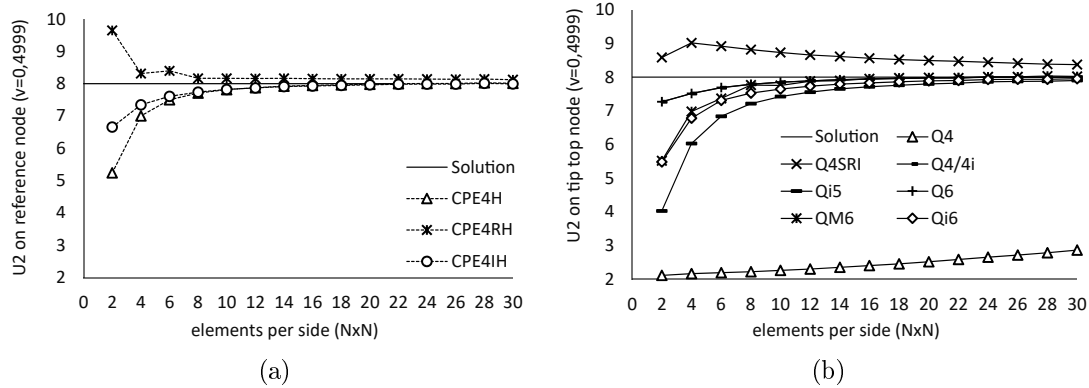 U2 on reference node (ν=0,4999)
10
9
8
7
6
5
4
3
2
0 2 4 6 8 10 12 14 16 18 20 22 24 26 28 30
elements per side (NxN)
Solution
CPE4H
CPE4RH
CPE4IH
(a)
U2 on tip top node (ν=0,4999)
10
9
8
7
6
5
4
3
2
0 2 4 6 8 10 12 14 16 18 20 22 24 26 28 30
elements per side (NxN)
Solution Q4
Q4SRI Q4/4i
Qi5 Q6
QM6 Qi6
(b)